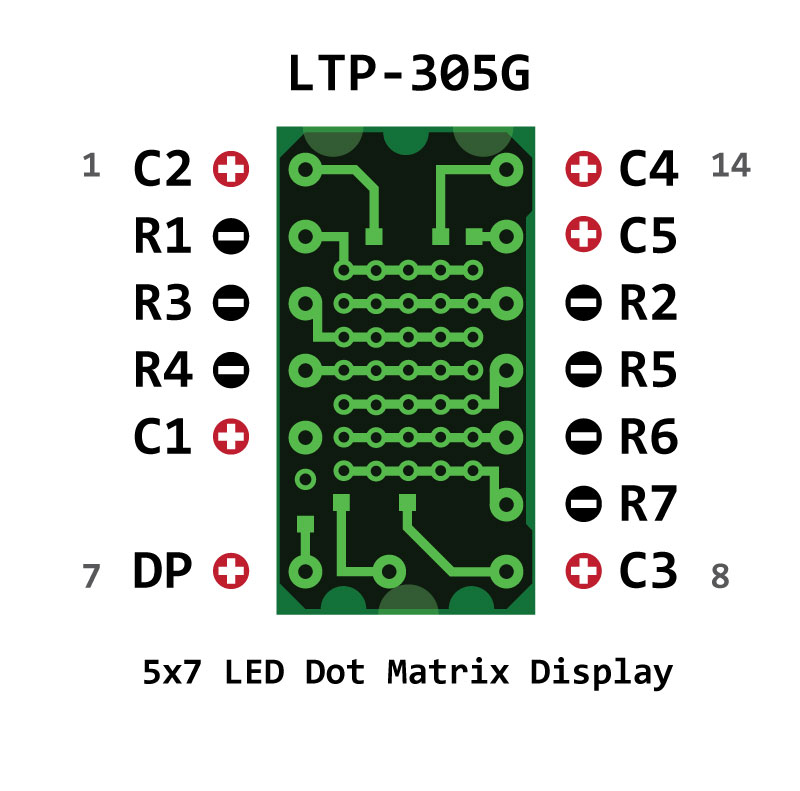 LTP-305G
1 C2 C4 14
R1 C5
R3 R2
R4 R5
C1 R6
R7
7 DP C3 8
5x7 LED Dot Matrix Display